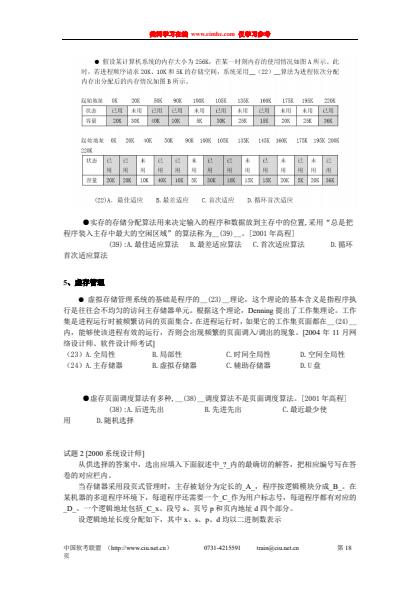 ● 假设某计算机系统的内存大小为 256K，在某一时刻内存的使用情况如图 A 所示。此
时，若进程顺序请求 20K、10K 和 5K 的存储空间，系统采用__（22）__算法为进程依次分配
内存出分配后的内存情况如图 B 所示。
起始地址 0K 20K 50K 90K 100K 105K 135K 160K 175K 195K 220K
状态 已用 未用 已用 已用 未用 已用 未用 已用 未用 未用 已用
容量 20K 30K 40K 10K 5K 30K 25K 15K 20K 25K 36K
起始地址 0K 20K 40K 50K 90K 100K 105K 135K 145K 160K 175K 195K 200K
220K
状态 已用 已用 未用 已用 已用 未用 已用 已用 未用 已用 未用 已用 未用 已用
容量 20K 20K 10K 40K 10K 5K 30K 10K 15K 15K 20K 5K 20K 36K
(22)A. 最佳适应 B.最差适应 C.首次适应 D.循环首次适应
●实存的存储分配算法用来决定输入的程序和数据放到主存中的位置,采用“总是把
程序装入主存中最大的空闲区域”的算法称为__(39)__。[2001 年高程]
(39):A.最佳适应算法 B.最差适应算法 C.首次适应算法 D.循环
首次适应算法
5、虚存管理
● 虚拟存储管理系统的基础是程序的__(23)__理论，这个理论的基本含义是指程序执
行是往往会不均匀的访问主存储器单元。根据这个理论，Denning 提出了工作集理论。工作
集是进程运行时被频繁访问的页面集合。在进程运行时，如果它的工作集页面都在__(24)__
内，能够使该进程有效的运行，否则会出现频繁的页面调入/调出的现象。[2004 年 11 月网
络设计师、软件设计师考试]
（23）A.全局性 B.局部性 C.时间全局性 D.空间全局性
（24）A.主存储器 B.虚拟存储器 C.辅助存储器 D.U 盘
●虚存页面调度算法有多种,__(38)__调度算法不是页面调度算法。[2001 年高程]
(38):A.后进先出 B.先进先出 C.最近最少使
用 D.随机选择
试题 2 [2000 系统设计师]
从供选择的答案中，选出应填入下面叙述中_?_内的最确切的解答，把相应编号写在答
卷的对应栏内。
当存储器采用段页式管理时，主存被划分为定长的_A_，程序按逻辑模块分成_B_。在
某机器的多道程序环境下，每道程序还需要一个_C_作为用户标志号，每道程序都有对应的
_D_。一个逻辑地址包括_C_x、段号 s、页号 p 和页内地址 d 四个部分。
设逻辑地址长度分配如下，其中 x、s、p、d 均以二进制数表示
中国软考联盟 （http://www.ciu.net.cn） 0731-4215591 train@ciu.net.cn 第 18
页